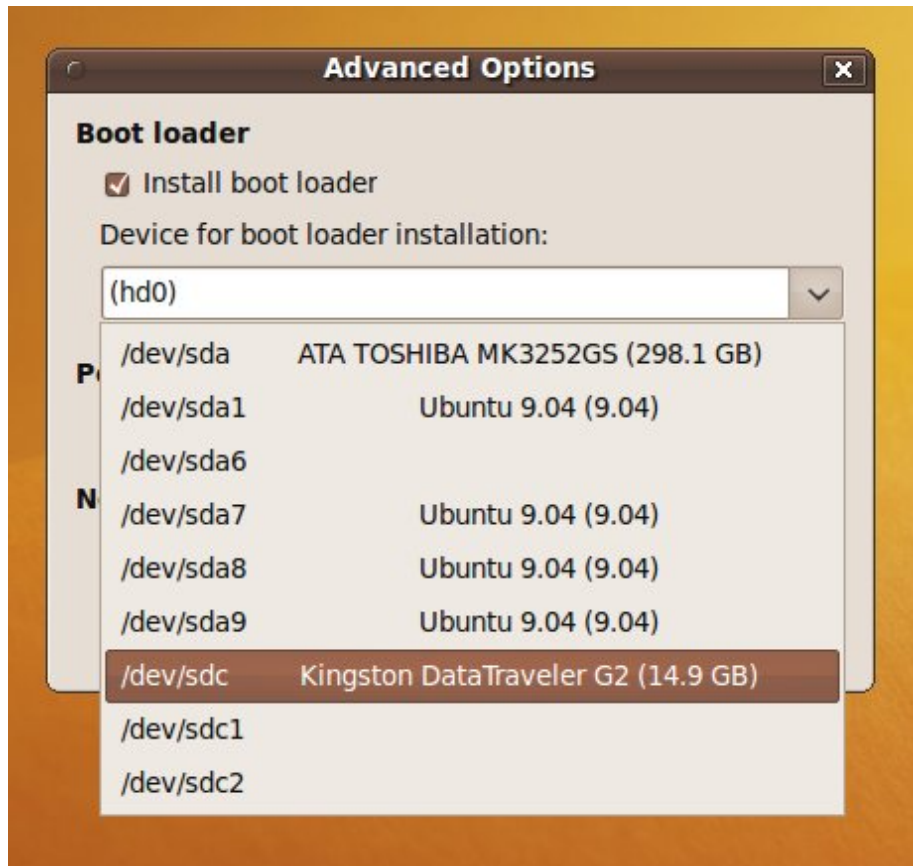 Advanced Options
Boot loader
Install boot loader
Device for boot loader installation:
(hd0)
/dev/sda ATA TOSHIBA MK3252GS (298.1 GB)
/dev/sda1 Ubuntu 9.04 (9.04)
/dev/sda6
/dev/sda7 Ubuntu 9.04 (9.04)
/dev/sda8 Ubuntu 9.04 (9.04)
/dev/sda9 Ubuntu 9.04 (9.04)
/dev/sdc Kingston DataTraveler G2 (14.9 GB)
/dev/sdc1
/dev/sdc2